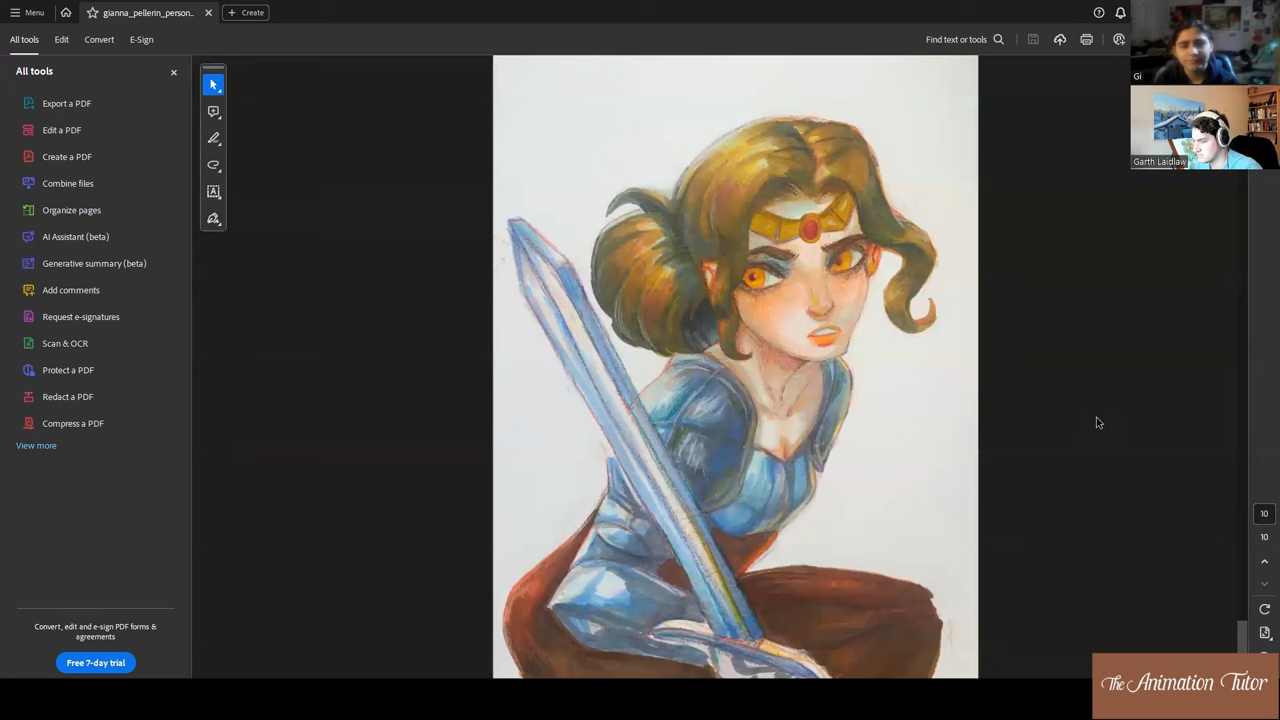 Menu
gianna_pellerin_person...
Create
All tools
Edit
Convert
E-Sign
Find text or tools
All tools
Export a PDF
Edit a PDF
Create a PDF
Combine files
Organize pages
AI Assistant (beta)
Generative summary (beta)
Add comments
Request e-signatures
Scan & OCR
Protect a PDF
Redact a PDF
Compress a PDF
View more
Convert, edit and e-sign PDF forms &
agreements
Free 7-day trial
Gi
Garth Laidlaw
10
10
The Animation Tutor